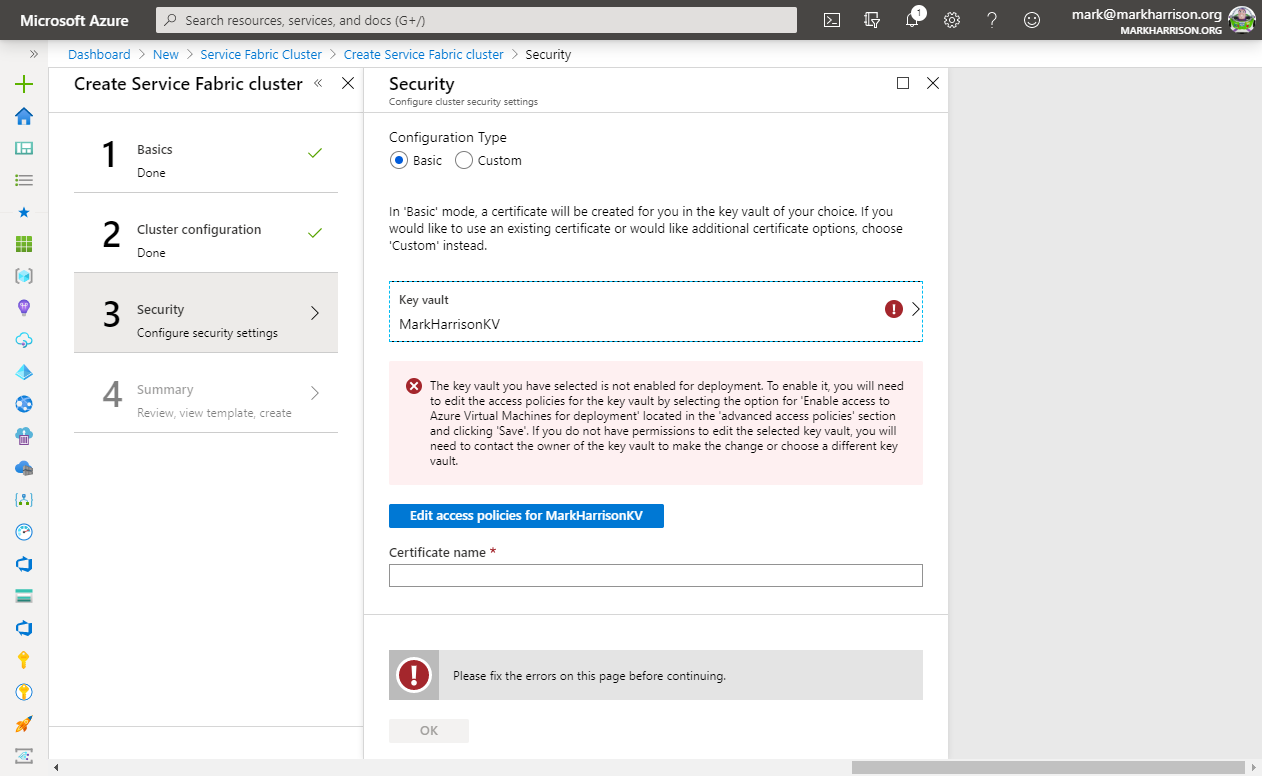 Microsoft Azure
Search resources, services, and docs (G+/)
1
mark@markharrison.org
MARKHARRISON.ORG
Dashboard > New > Service Fabric Cluster > Create Service Fabric cluster > Security
Create Service Fabric cluster
1
Basics
Done
2
Cluster configuration
Done
3
Security
Configure security settings
4
Summary
Review, view template, create
Security
Configure cluster security settings
Configuration Type
Basic
Custom
In 'Basic' mode, a certificate will be created for you in the key vault of your choice. If you
would like to use an existing certificate or would like additional certificate options, choose
'Custom' instead.
Key vault
MarkHarrisonKV
The key vault you have selected is not enabled for deployment. To enable it, you will need
to edit the access policies for the key vault by selecting the option for 'Enable access to
Azure Virtual Machines for deployment' located in the 'advanced access policies' section
and clicking 'Save'. If you do not have permissions to edit the selected key vault, you will
need to contact the owner of the key vault to make the change or choose a different key
vault.
Edit access policies for MarkHarrisonKV
Certificate name *
Please fix the errors on this page before continuing.
OK